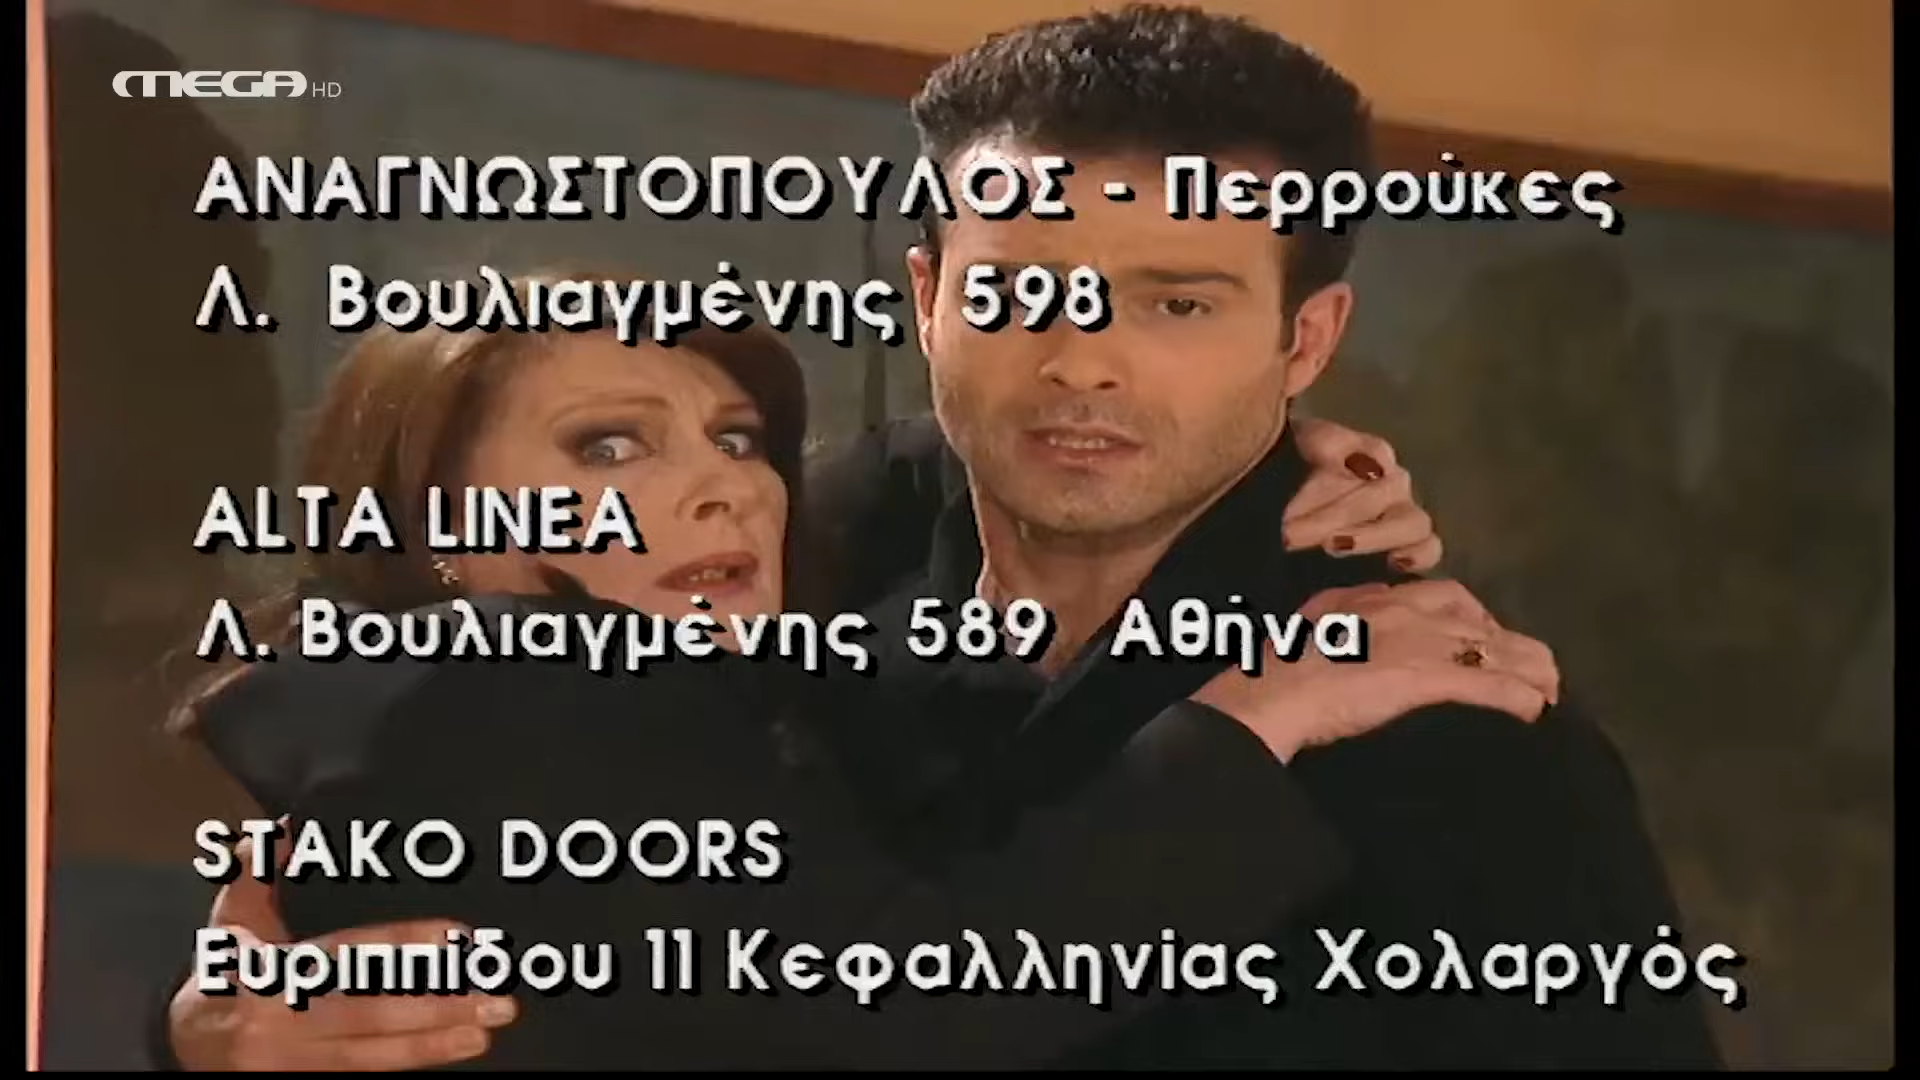 MEGA HD
ΑΝΑΓΝΩΣΤΟΠΟΥΛΟΣ - Περρούκες
Λ. Βουλιαγμένης 598
ALTA LINEA
Λ. Βουλιαγμένης 589 Αθήνα
STAKO DOORS
Ευριππίδου 11 Κεφαλληνίας Χολαργός